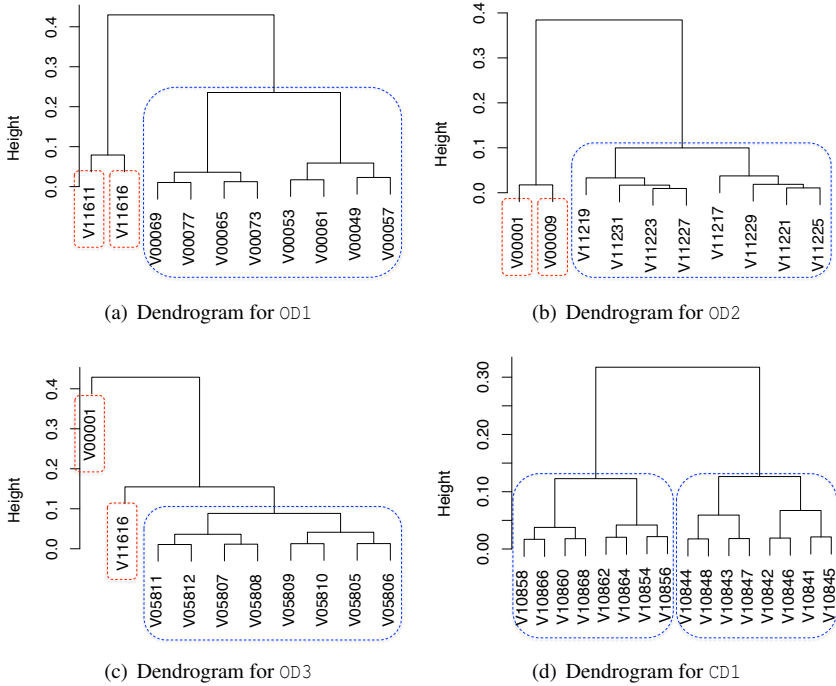 Height
0.4
0.3
0.2
0.1
0.0
V11611
V11616
V00069
V00077
V00065
V00073
V00053
V00061
V00049
V00057
(a) Dendrogram for OD1
Height
0.4
0.3
0.2
0.1
0.0
V00001
V00009
V11219
V11231
V11223
V11227
V11217
V11229
V11221
V11225
(b) Dendrogram for OD2
Height
0.4
0.3
0.2
0.1
0.0
V00001
V11616
V05811
V05812
V05807
V05808
V05809
V05810
V05805
V05806
(c) Dendrogram for OD3
Height
0.30
0.20
0.10
0.00
V10858
V10866
V10860
V10868
V10862
V10864
V10854
V10856
V10844
V10848
V10843
V10847
V10842
V10846
V10841
V10845
(d) Dendrogram for CD1